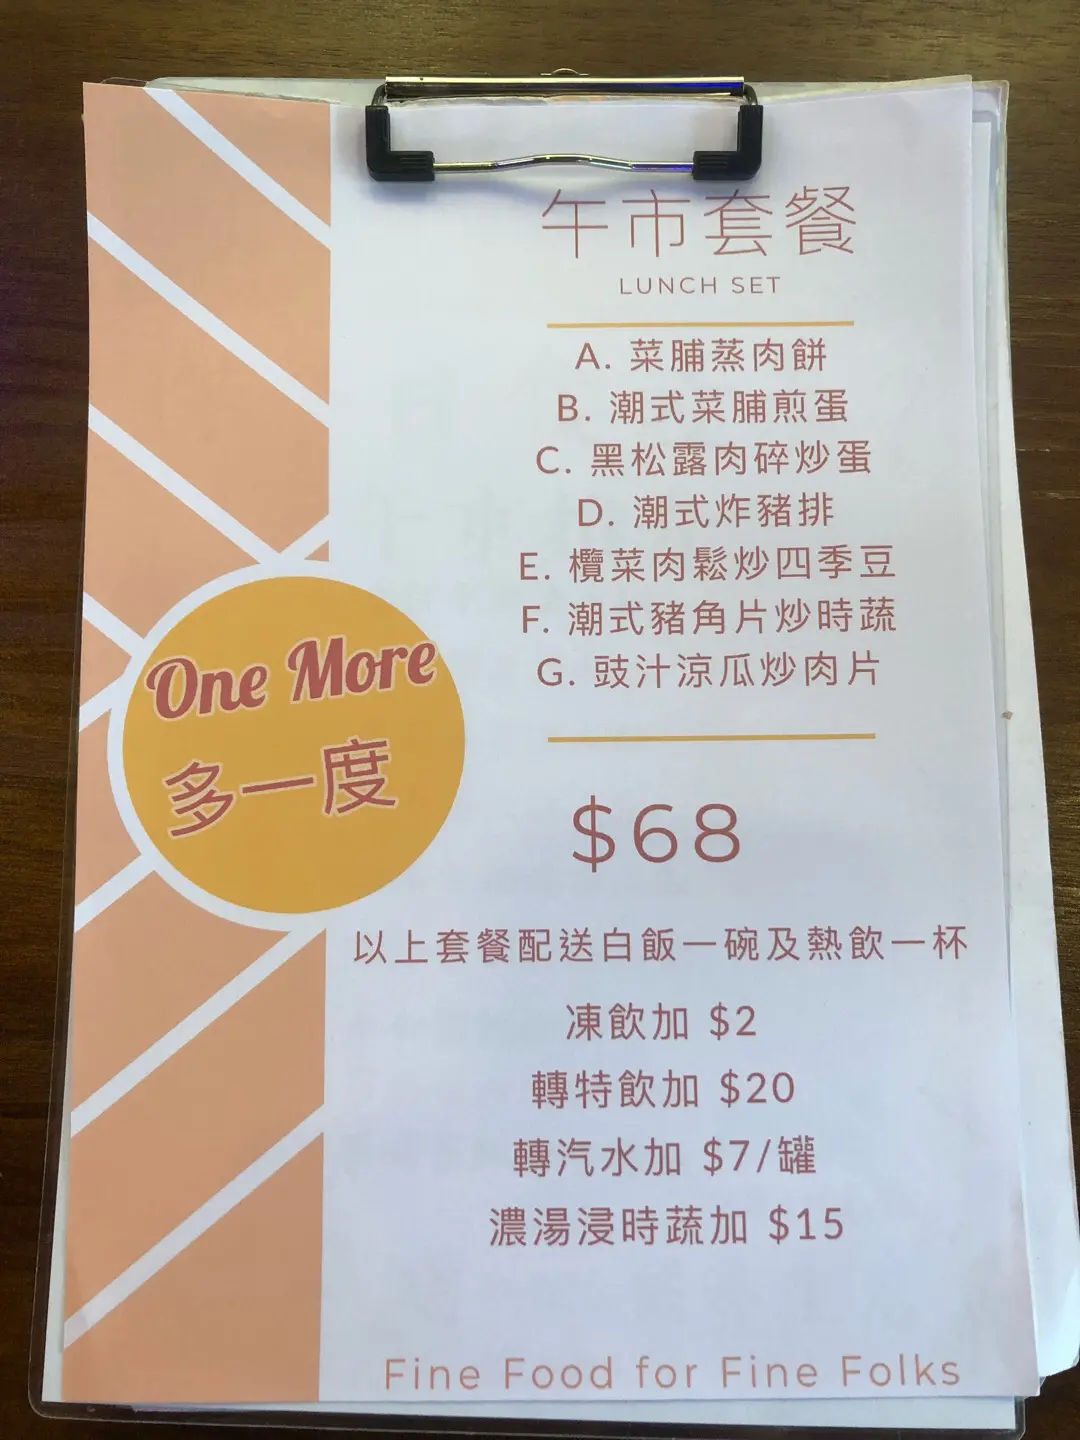 午市套餐
LUNCH SET
A. 菜脯蒸肉餅
B. 潮式菜脯煎蛋
C. 黑松露肉碎炒蛋
D. 潮式炸豬排
E. 欖菜肉鬆炒四季豆
F. 潮式豬角片炒時蔬
G. 豉汁涼瓜炒肉片
One More
多一度
$68
以上套餐配送白飯一碗及熱飲一杯
凍飲加 $2
轉特飲加 $20
轉汽水加 $7/罐
濃湯浸時蔬加 $15
Fine Food for Fine Folks